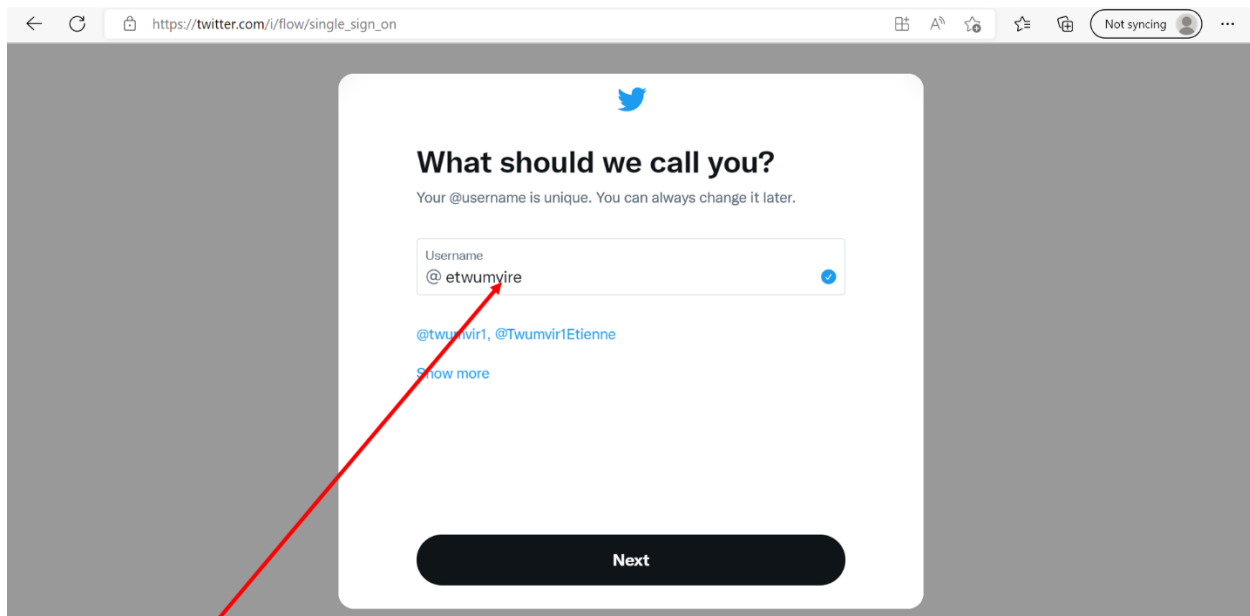 https://twitter.com/i/flow/single_sign_on
Not syncing
What should we call you?
Your @username is unique. You can always change it later.
Username
@ etwumvire
@twumvir1, @Twumvir1Etienne
Show more
Next